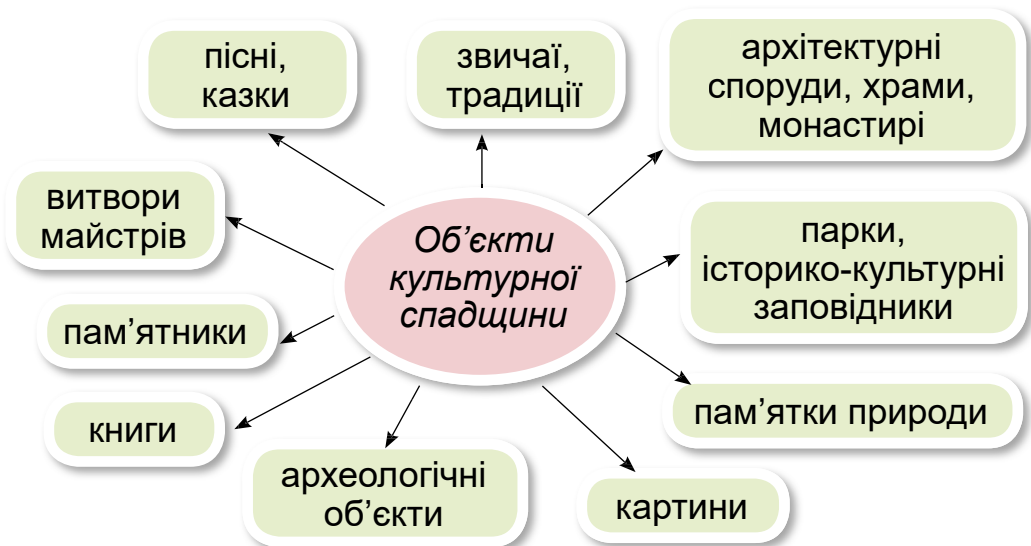 пісні,
казки
звичаї,
традиції
архітектурні
споруди, храми,
монастирі
витвори
майстрів
Об’єкти
культурної
спадщини
парки,
історико-культурні
заповідники
пам’ятники
пам’ятки природи
книги
археологічні
об’єкти
картини